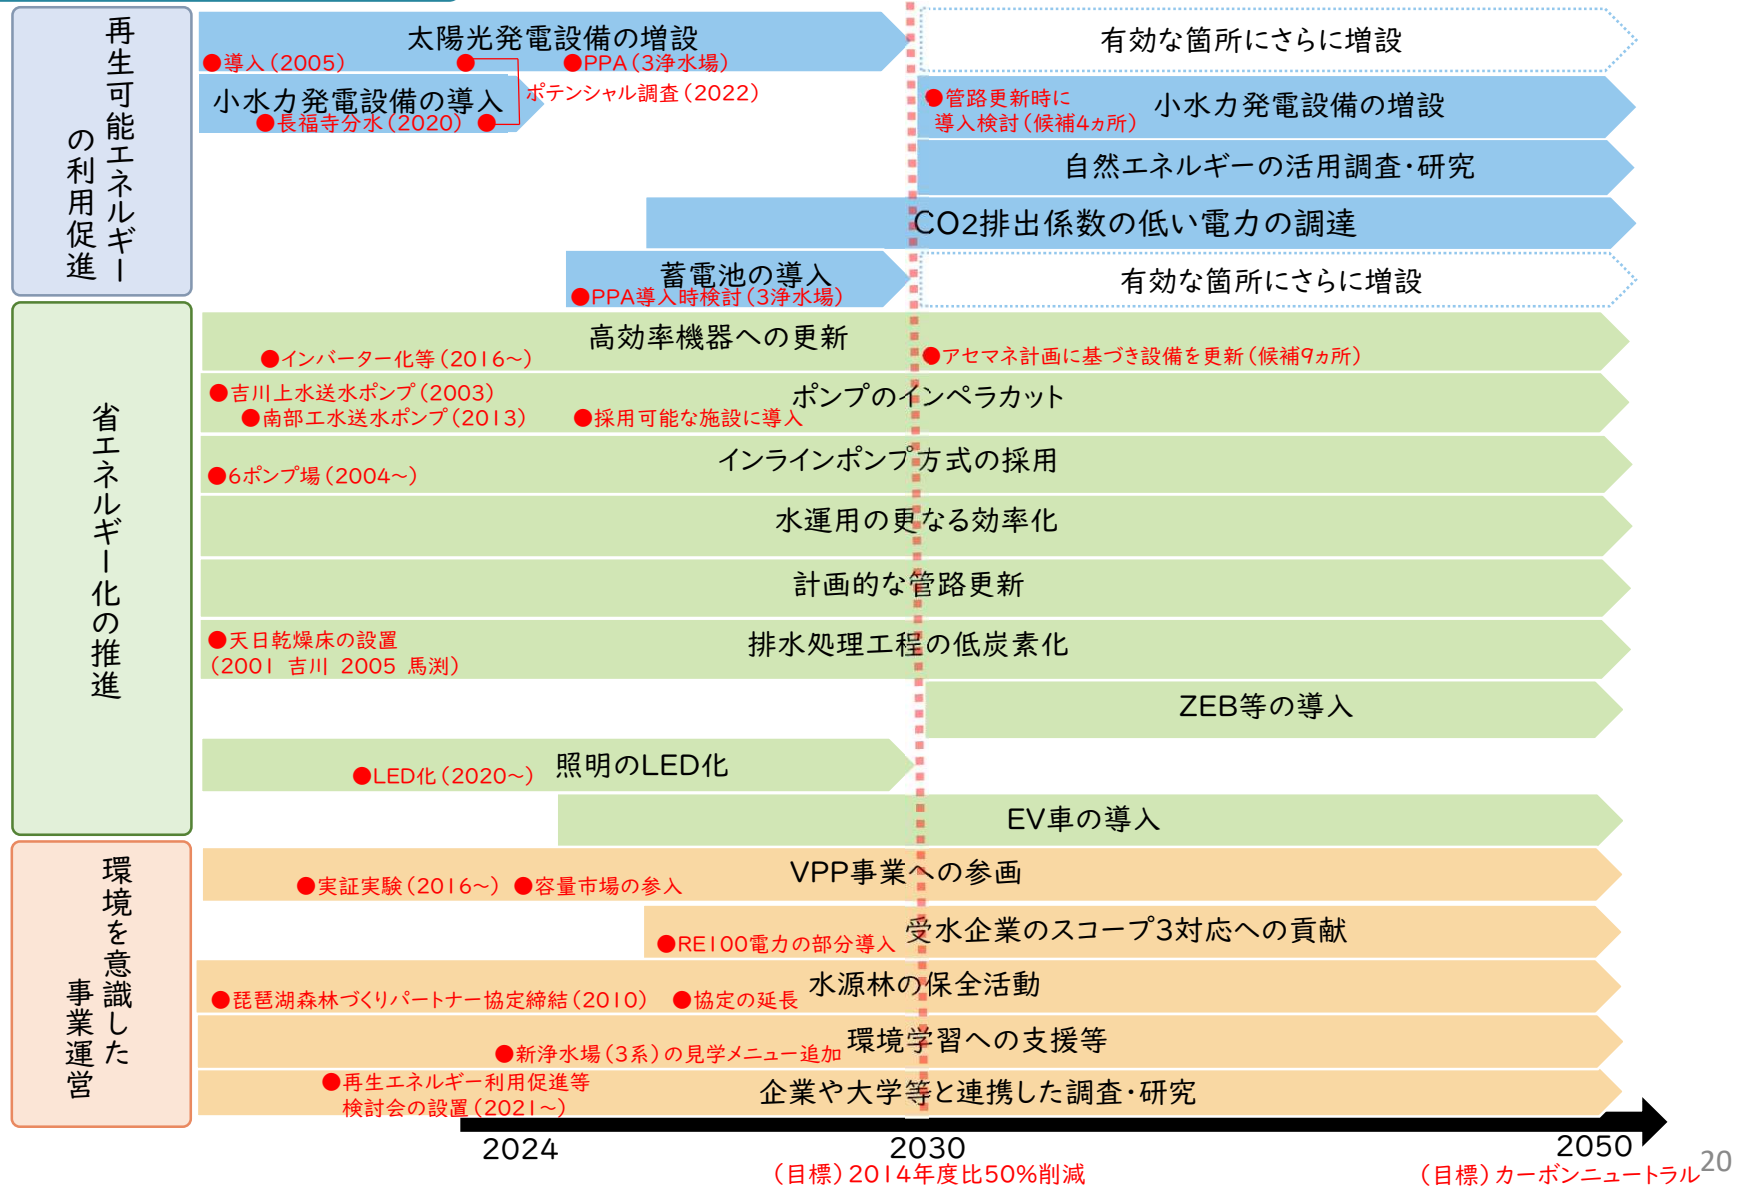 再生可能エネルギー
の利用促進
太陽光発電設備の増設
●導入(2005)
●PPA(3浄水場)
有効な箇所にさらに増設
小水力発電設備の導入
●長福寺分水(2020)
ポテンシャル調査(2022)
●管路更新時に
導入検討(候補4ヵ所)
小水力発電設備の増設
自然エネルギーの活用調査・研究
CO2排出係数の低い電力の調達
蓄電池の導入
●PPA導入時検討(3浄水場)
有効な箇所にさらに増設
省エネルギー化の推進
高効率機器への更新
●インバーター化等(2016~)
●アセマネ計画に基づき設備を更新(候補9ヵ所)
●吉川上水送水ポンプ(2003)
ポンプのインペラカット
●南部工水送水ポンプ(2013)
●採用可能な施設に導入
インラインポンプ方式の採用
●6ポンプ場(2004~)
水運用の更なる効率化
計画的な管路更新
●天日乾燥床の設置
(2001 吉川 2005 馬渕)
排水処理工程の低炭素化
ZEB等の導入
●LED化(2020~)
照明のLED化
EV車の導入
環境を意識した
事業運営
VPP事業への参画
●実証実験(2016~)
●容量市場の参入
受水企業のスコープ3対応への貢献
●RE100電力の部分導入
水源林の保全活動
●琵琶湖森林づくりパートナー協定締結(2010)
●協定の延長
環境学習への支援等
●新浄水場(3系)の見学メニュー追加
●再生エネルギー利用促進等
検討会の設置(2021~)
企業や大学等と連携した調査・研究
2024
2030
2050
(目標)2014年度比50%削減
(目標)カーボンニュートラル
20